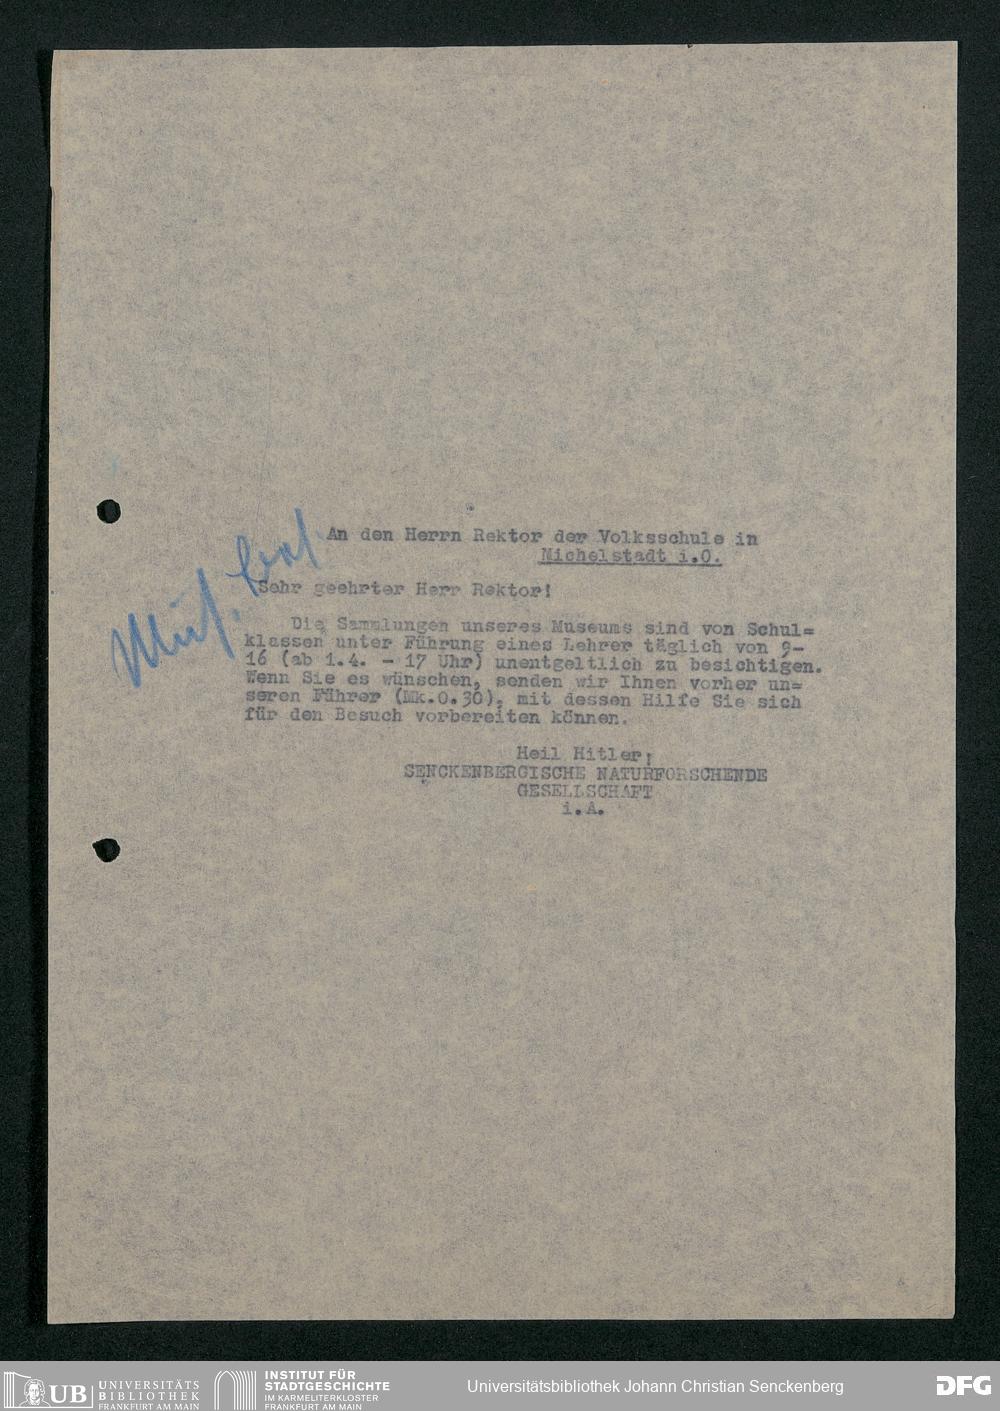 An den Herrn Rektor der Volksschule in
Michelstadt i.O.
Sehr geehrter Herr Rektor!
Die Sammlungen unseres Museums sind von Schul=
klassen unter Führung eines Lehrer täglich von 9-
16 (ab 1.4. - 17 Uhr) unentgeltlich zu besichtigen.
Wenn Sie es wünschen, senden wir Ihnen vorher un=
seren Führer (Mk.0.30), mit dessen Hilfe Sie sich
für den Besuch vorbereiten können.
Heil Hitler!
SENCKENBERGISCHE NATURFORSCHENDE
GESELLSCHAFT
i.A.
UB UNIVERSITÄTS
BIBLIOTHEK
FRANKFURT AM MAIN
INSTITUT FÜR
STADTGESCHICHTE
IM KARMELITERKLOSTER
FRANKFURT AM MAIN
Universitätsbibliothek Johann Christian Senckenberg
DFG